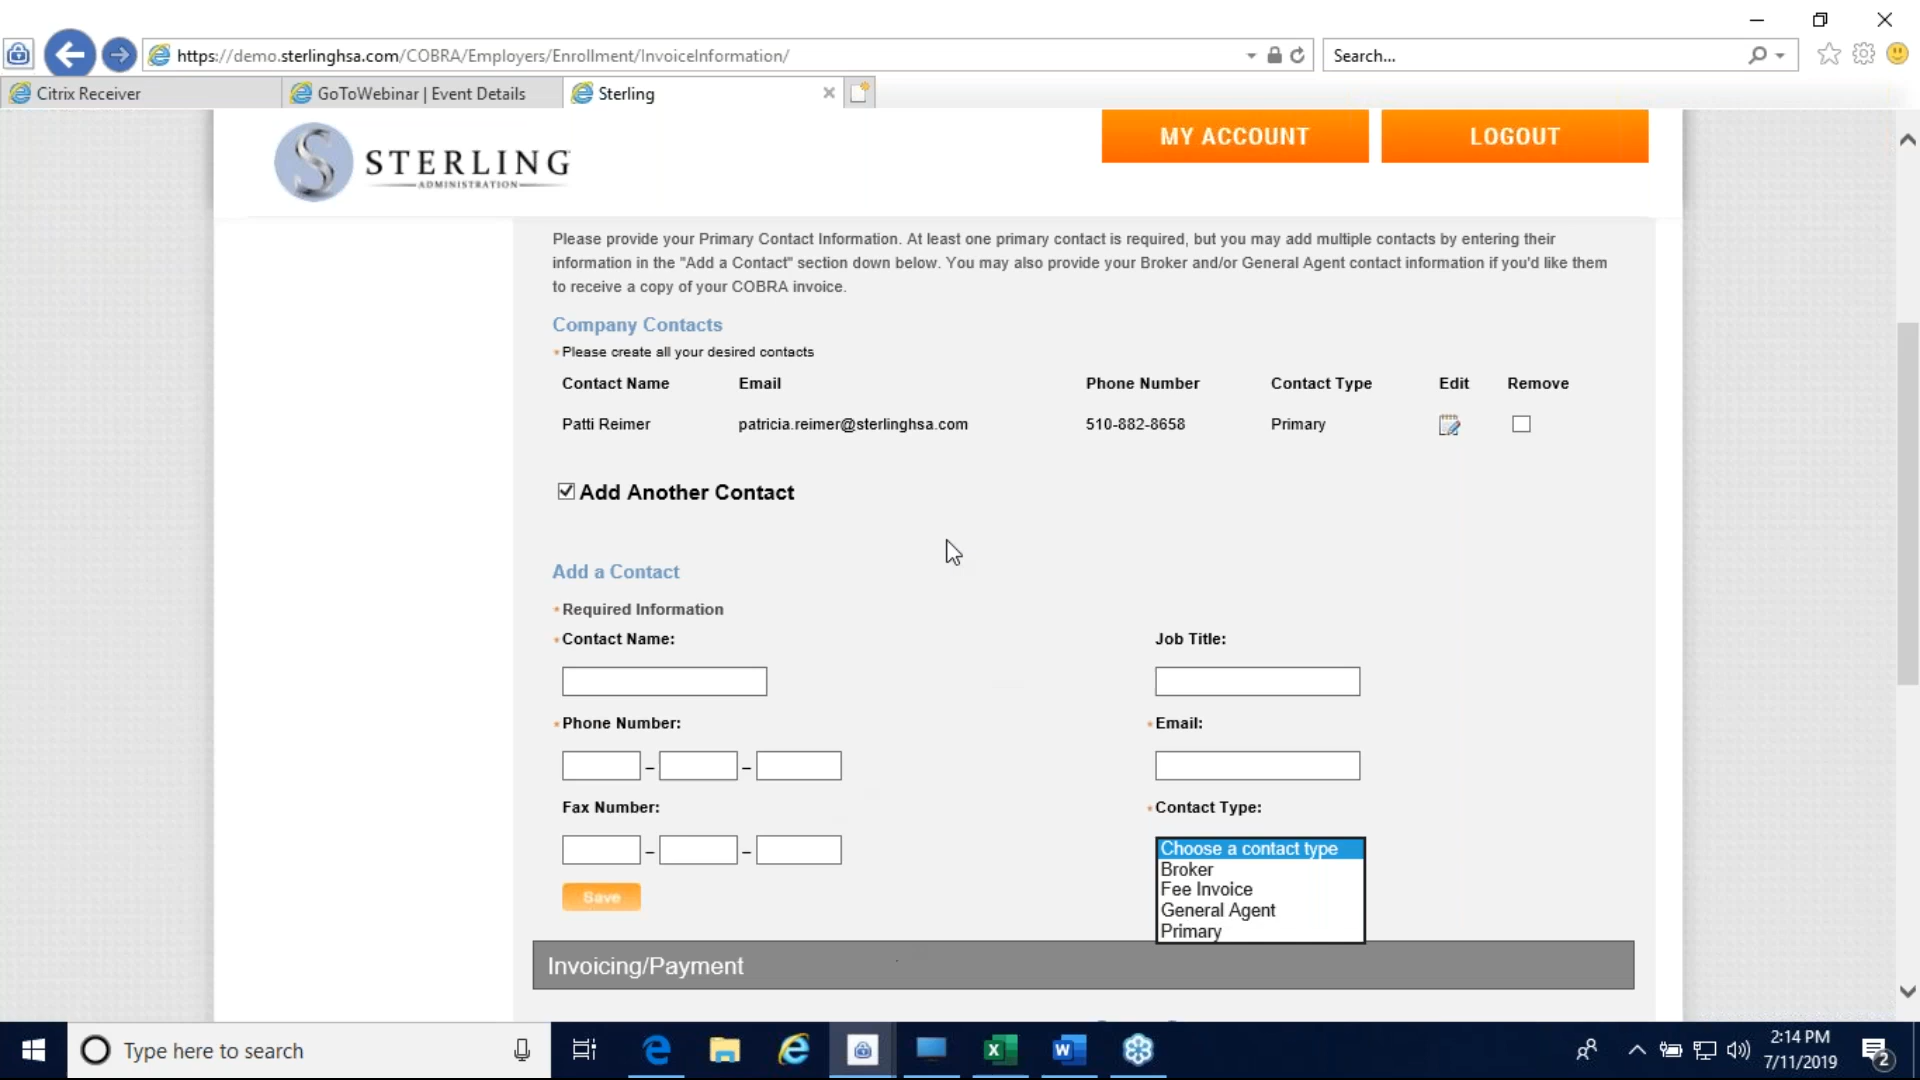 https://demo.sterlinghsa.com/COBRA/Employers/Enrollment/InvoiceInformation/
Search...
Citrix Receiver
GoToWebinar | Event Details
Sterling
STERLING
ADMINISTRATION
MY ACCOUNT
LOGOUT
Please provide your Primary Contact Information. At least one primary contact is required, but you may add multiple contacts by entering their
information in the "Add a Contact" section down below. You may also provide your Broker and/or General Agent contact information if you'd like them
to receive a copy of your COBRA invoice.
Company Contacts
*Please create all your desired contacts
Contact Name Email Phone Number Contact Type Edit Remove
Patti Reimer patricia.reimer@sterlinghsa.com 510-882-8658 Primary
Add Another Contact
Add a Contact
*Required Information
*Contact Name: Job Title:
*Phone Number: *Email:
– –
Fax Number: *Contact Type:
– –
Choose a contact type
Broker
Fee Invoice
General Agent
Primary
Save
Invoicing/Payment
Type here to search
2:14 PM
7/11/2019
2